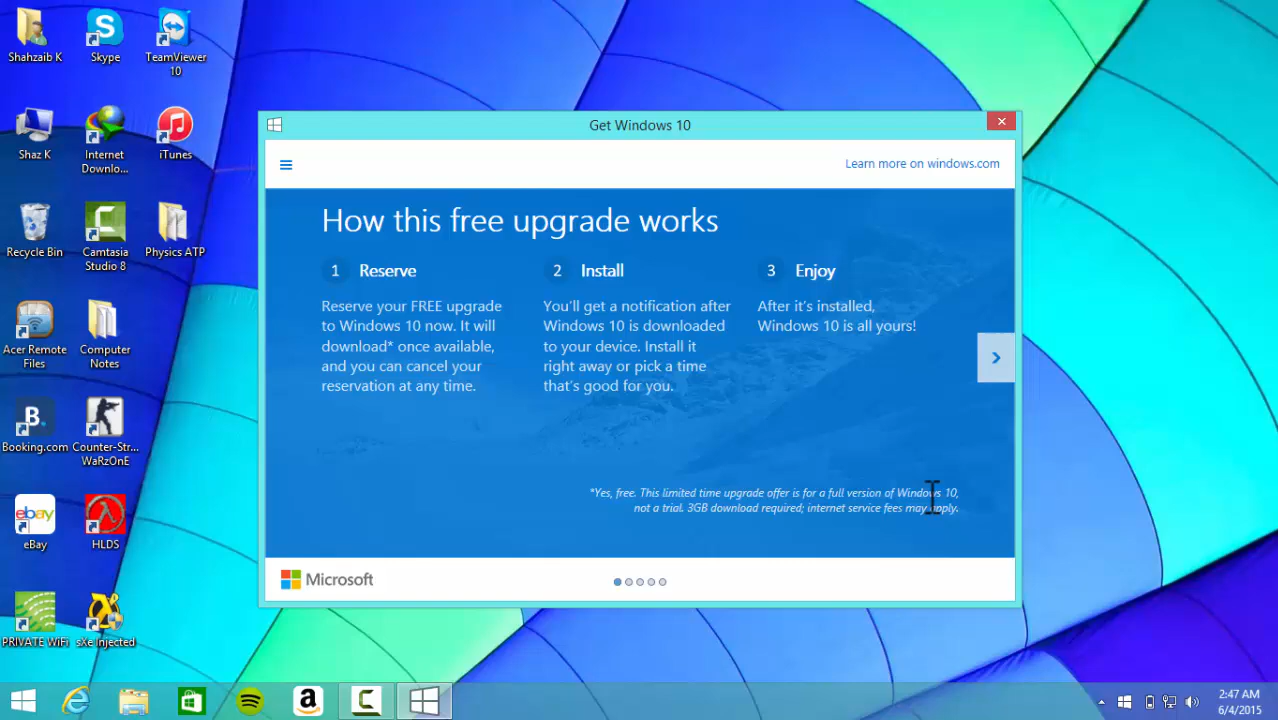 Shahzaib K
Skype
TeamViewer
10
Shaz K
Internet
Downlo...
iTunes
Recycle Bin
Camtasia
Studio 8
Physics ATP
Acer Remote
Files
Computer
Notes
B.
Booking.com
Counter-Str...
WaRzOnE
ebay
eBay
HLDS
PRIVATE WiFi
sXe Injected
Get Windows 10
Learn more on windows.com
How this free upgrade works
1 Reserve
Reserve your FREE upgrade
to Windows 10 now. It will
download* once available,
and you can cancel your
reservation at any time.
2 Install
You'll get a notification after
Windows 10 is downloaded
to your device. Install it
right away or pick a time
that's good for you.
3 Enjoy
After it's installed,
Windows 10 is all yours!
*Yes, free. This limited time upgrade offer is for a full version of Windows 10,
not a trial. 3GB download required; internet service fees may apply.
Microsoft
2:47 AM
6/4/2015